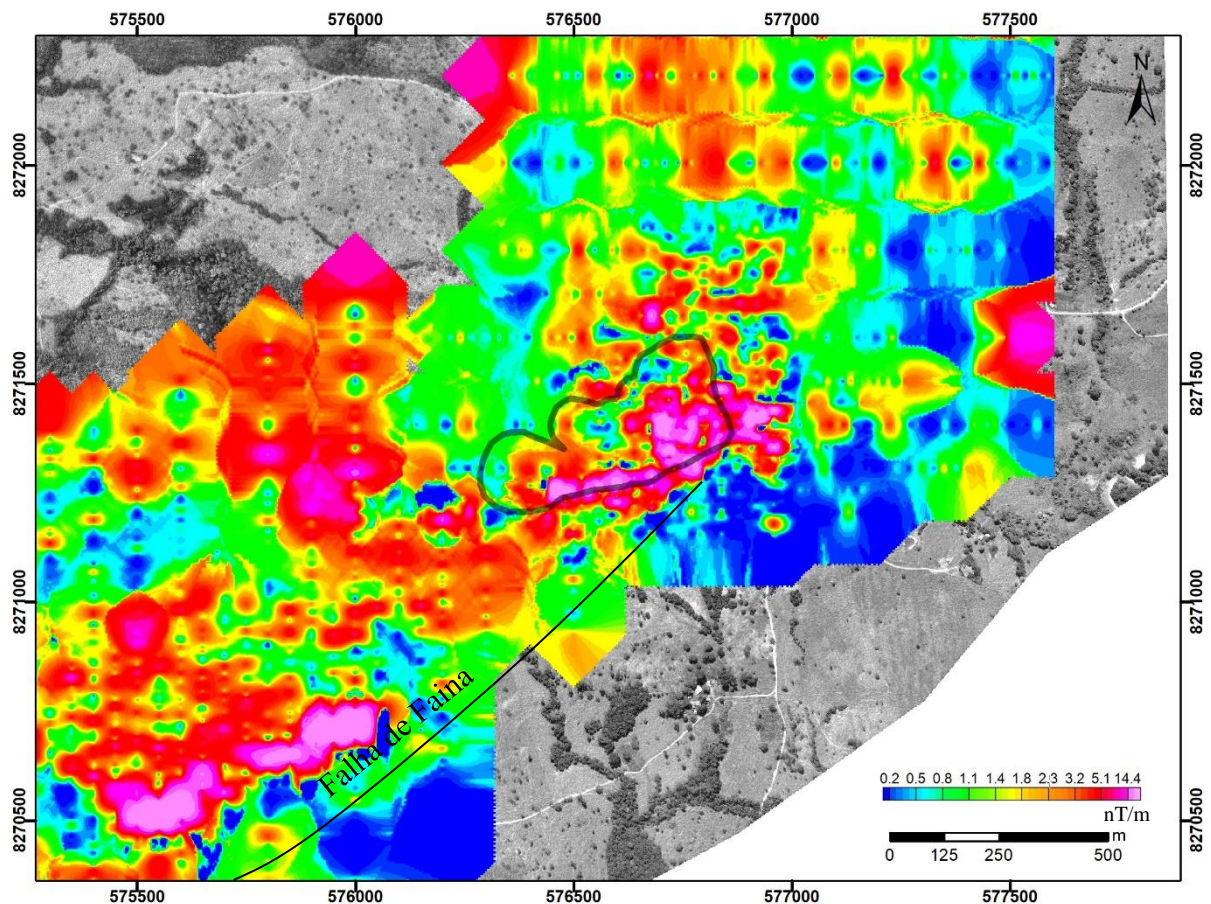 575500 576000 576500 577000 577500
N
8272000 8272000
8271500 8271500
8271000 8271000
Falha de Faina
0.2 0.5 0.8 1.1 1.4 1.8 2.3 3.2 5.1 14.4
nT/m
8270500 8270500
m
0 125 250 500
575500 576000 576500 577000 577500